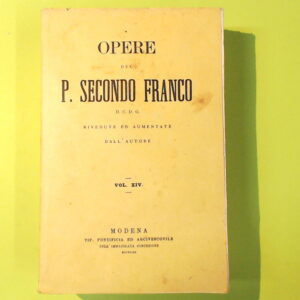 OPERE
DEL
P. SECONDO FRANCO
D. C. D. G.
RIVEDUTE ED AUMENTATE
DALL'AUTORE
VOL. XIV.
MODENA
TIP. PONTIFICIA ED ARCIVESCOVILE
DELL'IMMACOLATA CONCEZIONE